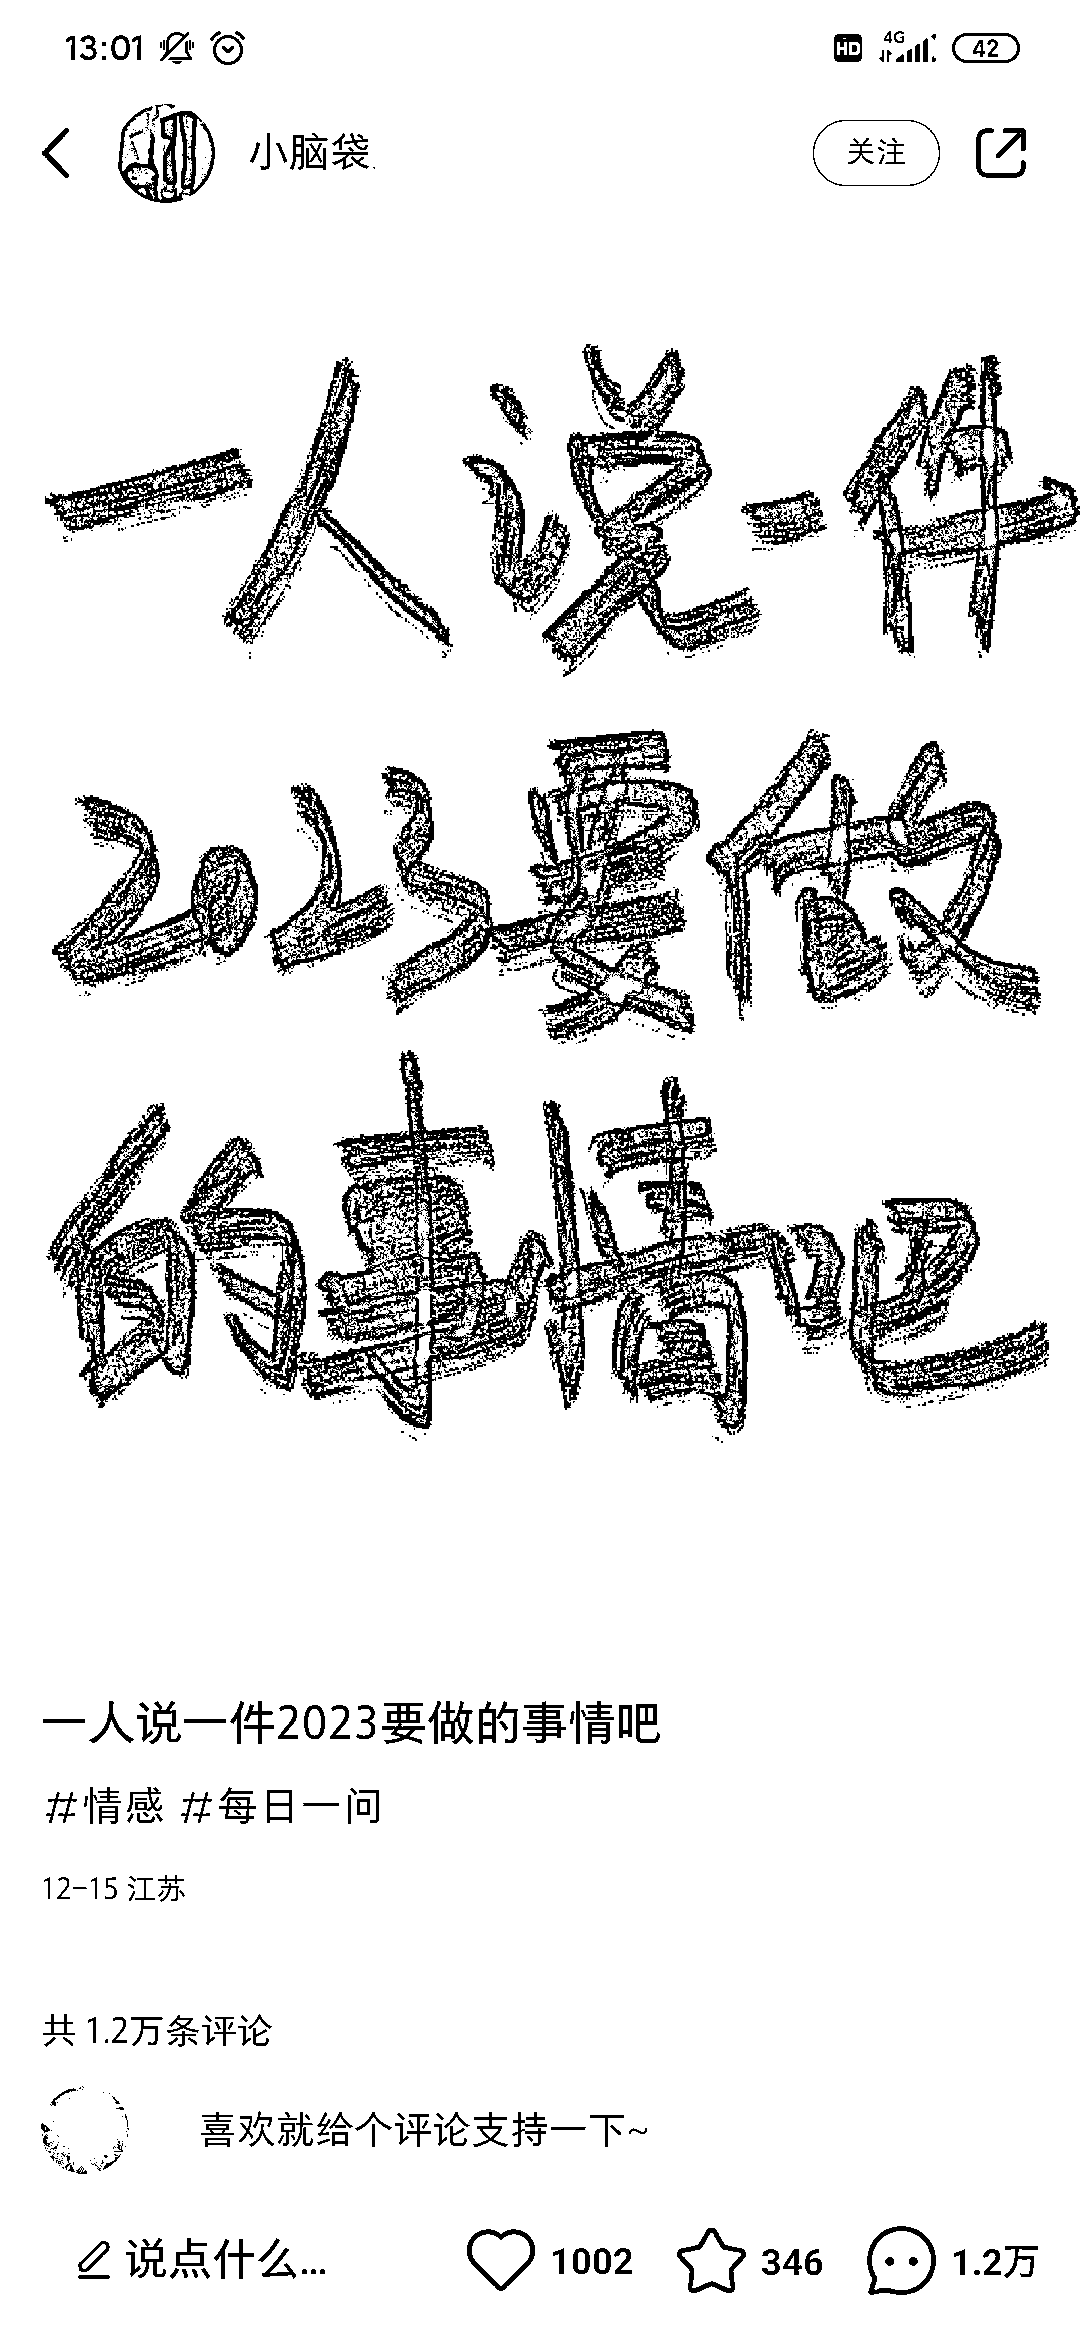 13:01 HD 4G 42
小脑袋. 关注
一人说一件
2023要做
的事情吧
一人说一件2023要做的事情吧
#情感 #每日一问
12-15 江苏
共 1.2万条评论
喜欢就给个评论支持一下~
说点什么... 1002 346 1.2万